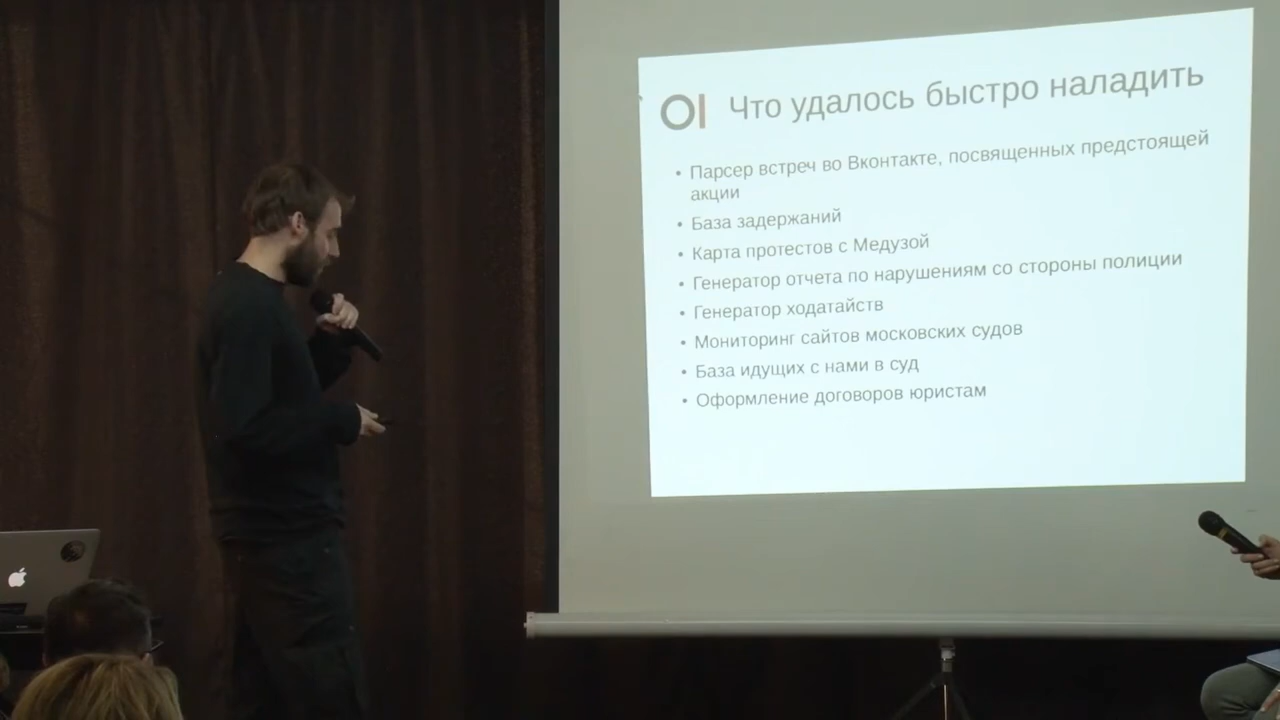 Что удалось быстро наладить
• Парсер встреч во Вконтакте, посвященных предстоящей
акции
• База задержаний
• Карта протестов с Медузой
• Генератор отчета по нарушениям со стороны полиции
• Генератор ходатайств
• Мониторинг сайтов московских судов
• База идущих с нами в суд
• Оформление договоров юристам